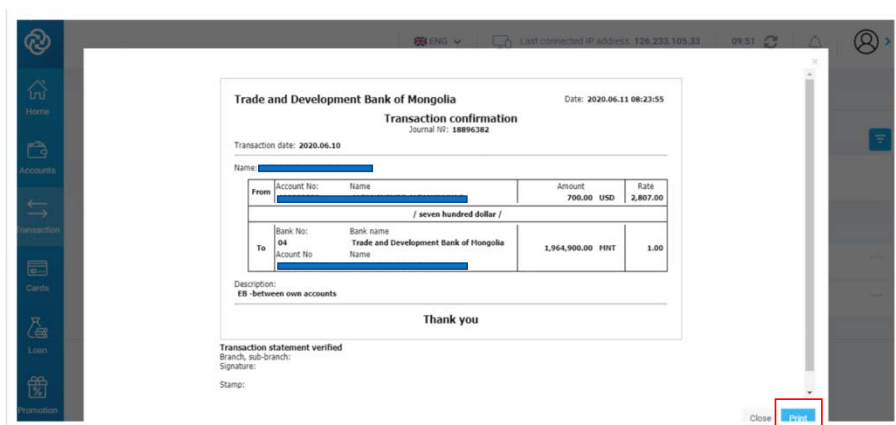 ENG
Last connected IP address 126.233.105.33
09:51
Home
Accounts
Transaction
Cards
Loan
Promotion
Trade and Development Bank of Mongolia
Date: 2020.06.11 08:23:55
Transaction confirmation
Journal №: 18896382
Transaction date: 2020.06.10
Name:
From
Account No: Name Amount Rate
700.00 USD 2,807.00
/ seven hundred dollar /
To
Bank No: Bank name
04 Trade and Development Bank of Mongolia 1,964,900.00 MNT 1.00
Acount No Name
Description:
EB -between own accounts
Thank you
Transaction statement verified
Branch, sub-branch:
Signature:
Stamp:
Close Print